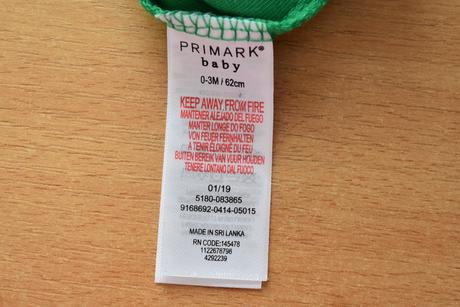 PRIMARK®
baby
0-3M / 62cm
KEEP AWAY FROM FIRE
MANTENER ALEJADO DEL FUEGO
MANTER LONGE DO FOGO
VON FEUER FERNHALTEN
A TENIR ÉLOIGNÉ DU FEU
BUITEN BEREIK VAN VUUR HOUDEN
TENERE LONTANO DAL FUOCO
01/19
5180-083865
9168692-0414-05015
MADE IN SRI LANKA
RN CODE:145478
1122678798
4292239